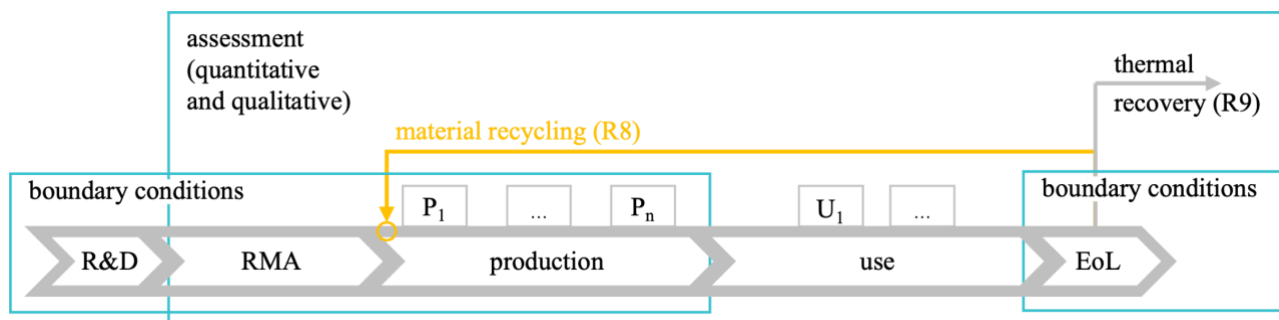 assessment
(quantitative
and qualitative)
thermal
recovery (R9)
material recycling (R8)
boundary conditions
boundary conditions
P₁
...
Pₙ
U₁
...
R&D
RMA
production
use
EoL